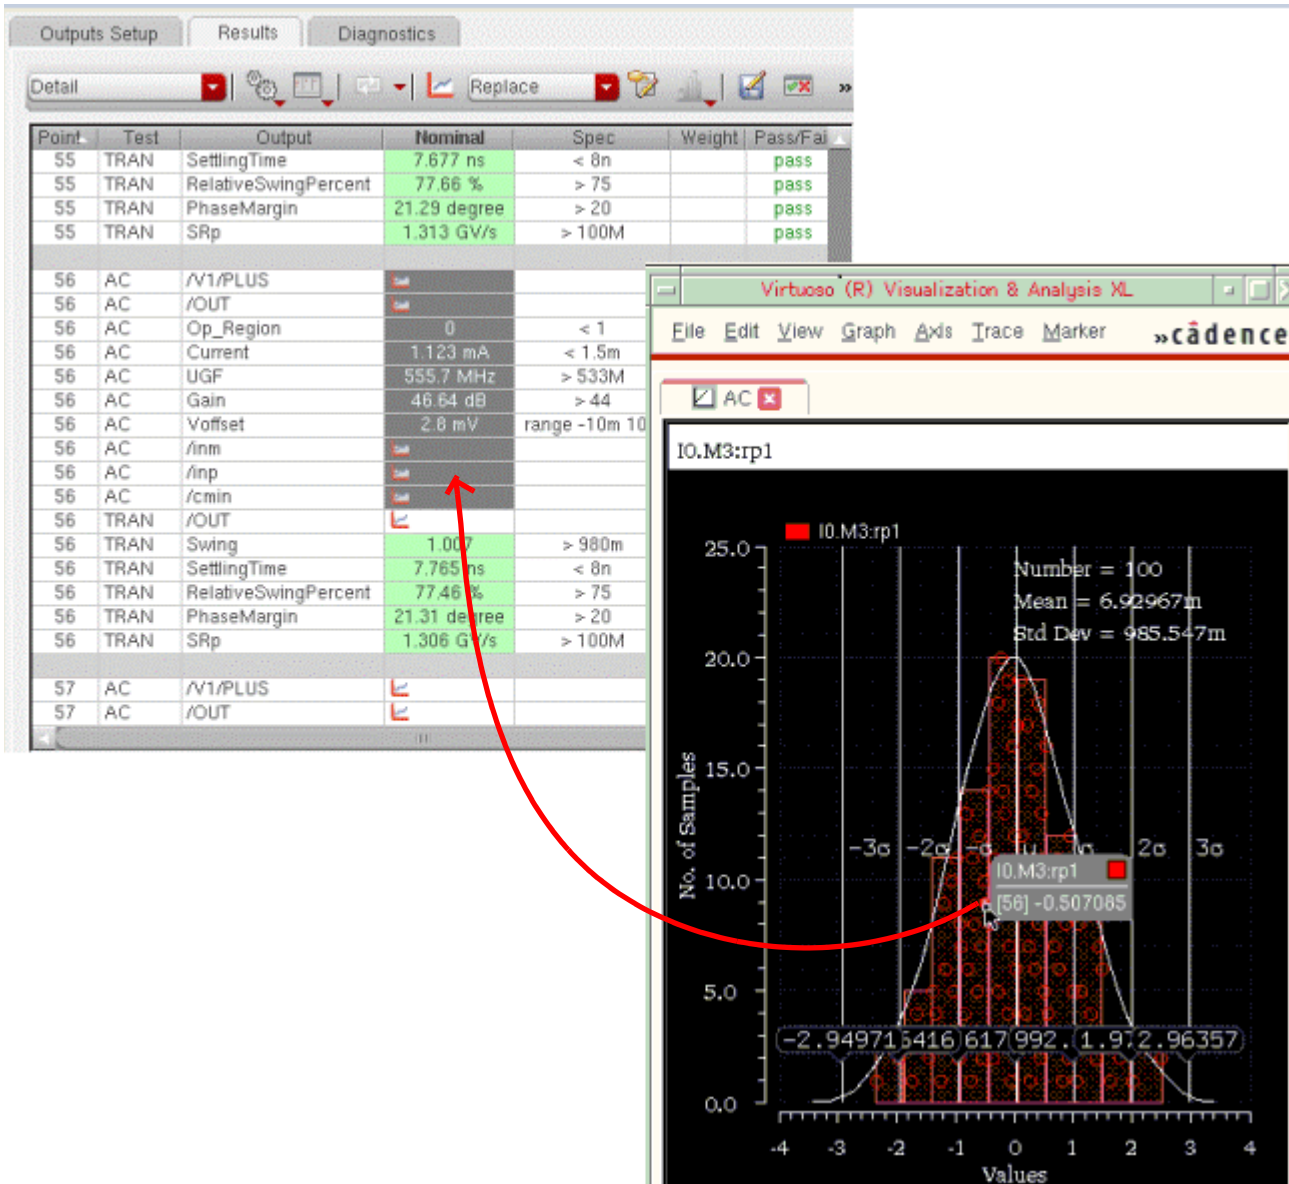 Outputs Setup Results Diagnostics
Detail Replace »
Point Test Output Nominal Spec Weight Pass/Fai
55 TRAN SettlingTime 7.677 ns < 8n pass
55 TRAN RelativeSwingPercent 77.66 % > 75 pass
55 TRAN PhaseMargin 21.29 degree > 20 pass
55 TRAN SRp 1.313 GV/s > 100M pass
56 AC /V1/PLUS
56 AC /OUT
56 AC Op_Region 0 < 1
56 AC Current 1.123 mA < 1.5m
56 AC UGF 555.7 MHz > 533M
56 AC Gain 46.64 dB > 44
56 AC Voffset 2.8 mV range -10m 10
56 AC /inm
56 AC /inp
56 AC /cmin
56 TRAN /OUT
56 TRAN Swing 1.007 > 980m
56 TRAN SettlingTime 7.765 ns < 8n
56 TRAN RelativeSwingPercent 77.46 % > 75
56 TRAN PhaseMargin 21.31 degree > 20
56 TRAN SRp 1.306 GV/s > 100M
57 AC /V1/PLUS
57 AC /OUT
Virtuoso (R) Visualization & Analysis XL
File Edit View Graph Axis Trace Marker » cādence
AC
I0.M3:rp1
I0.M3:rp1
Number = 100
Mean = 6.92967m
Std Dev = 985.547m
25.0
20.0
15.0
10.0
5.0
0.0
No. of Samples
-3σ -2σ -σ μ σ 2σ 3σ
I0.M3:rp1
[56] -0.507085
-2.94971 5416 617 992. 1.97 2.96357
-4 -3 -2 -1 0 1 2 3 4
Values